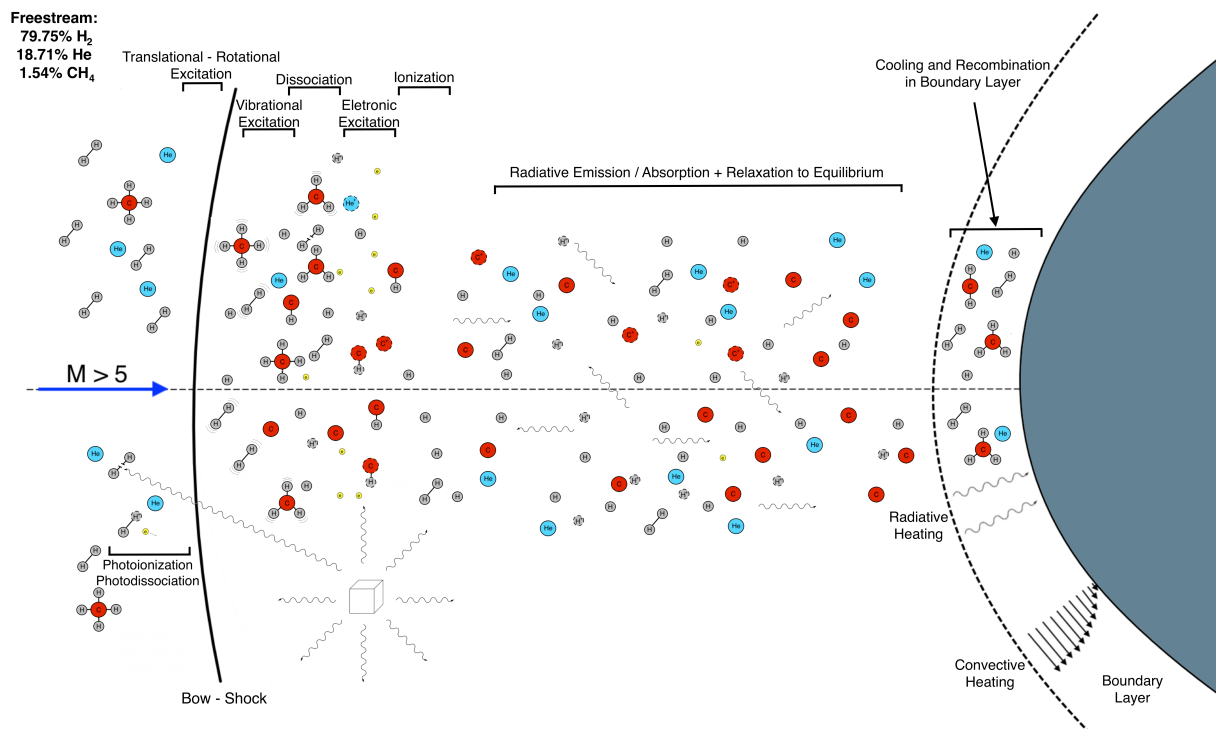 Freestream:
79.75% H2
18.71% He
1.54% CH4
Translational - Rotational
Excitation
Dissociation
Ionization
Vibrational
Excitation
Eletronic
Excitation
Radiative Emission / Absorption + Relaxation to Equilibrium
Cooling and Recombination
in Boundary Layer
M > 5
Photoionization
Photodissociation
Bow - Shock
Radiative
Heating
Convective
Heating
Boundary
Layer